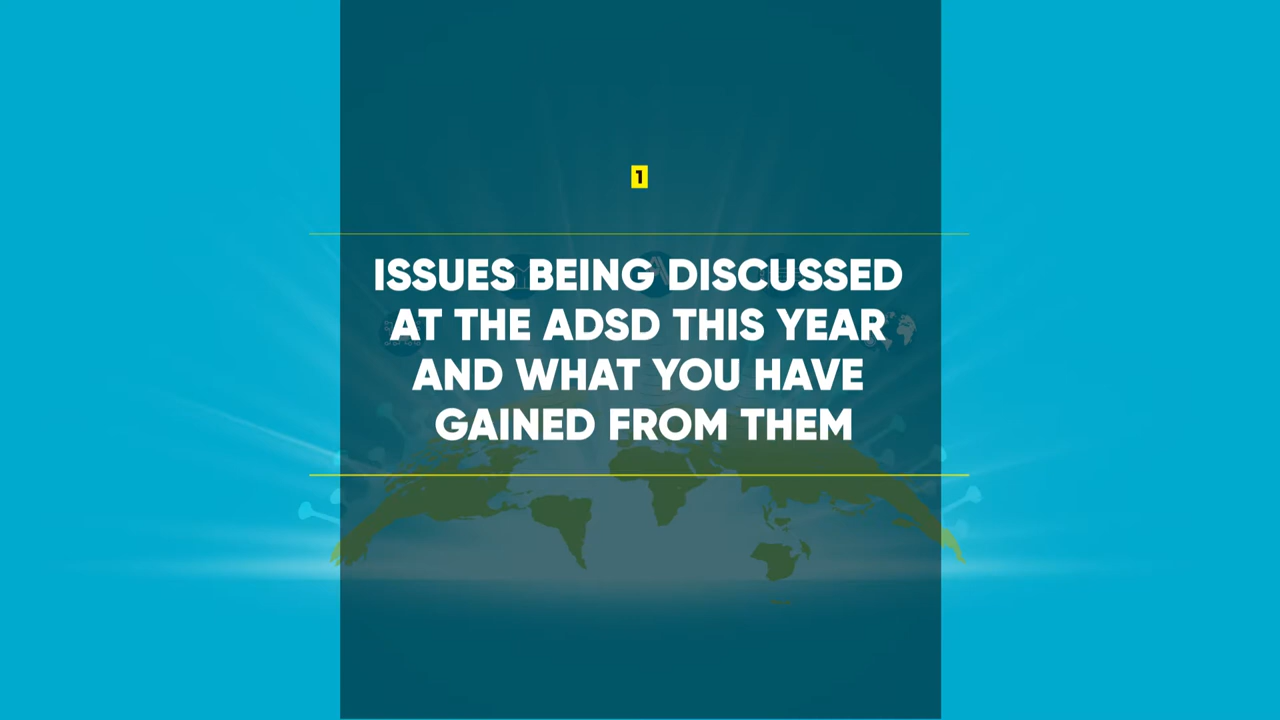 1
ISSUES BEING DISCUSSED
AT THE ADSD THIS YEAR
AND WHAT YOU HAVE
GAINED FROM THEM